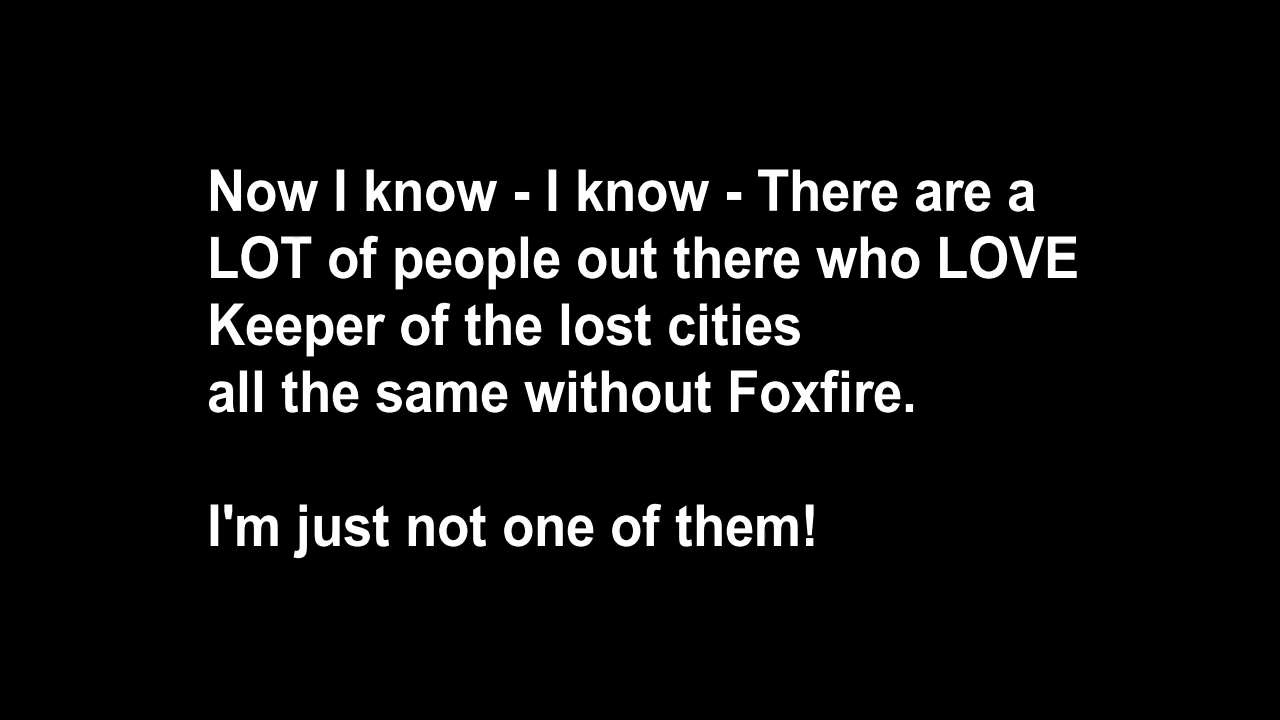 Now I know - I know - There are a
LOT of people out there who LOVE
Keeper of the lost cities
all the same without Foxfire.
I'm just not one of them!